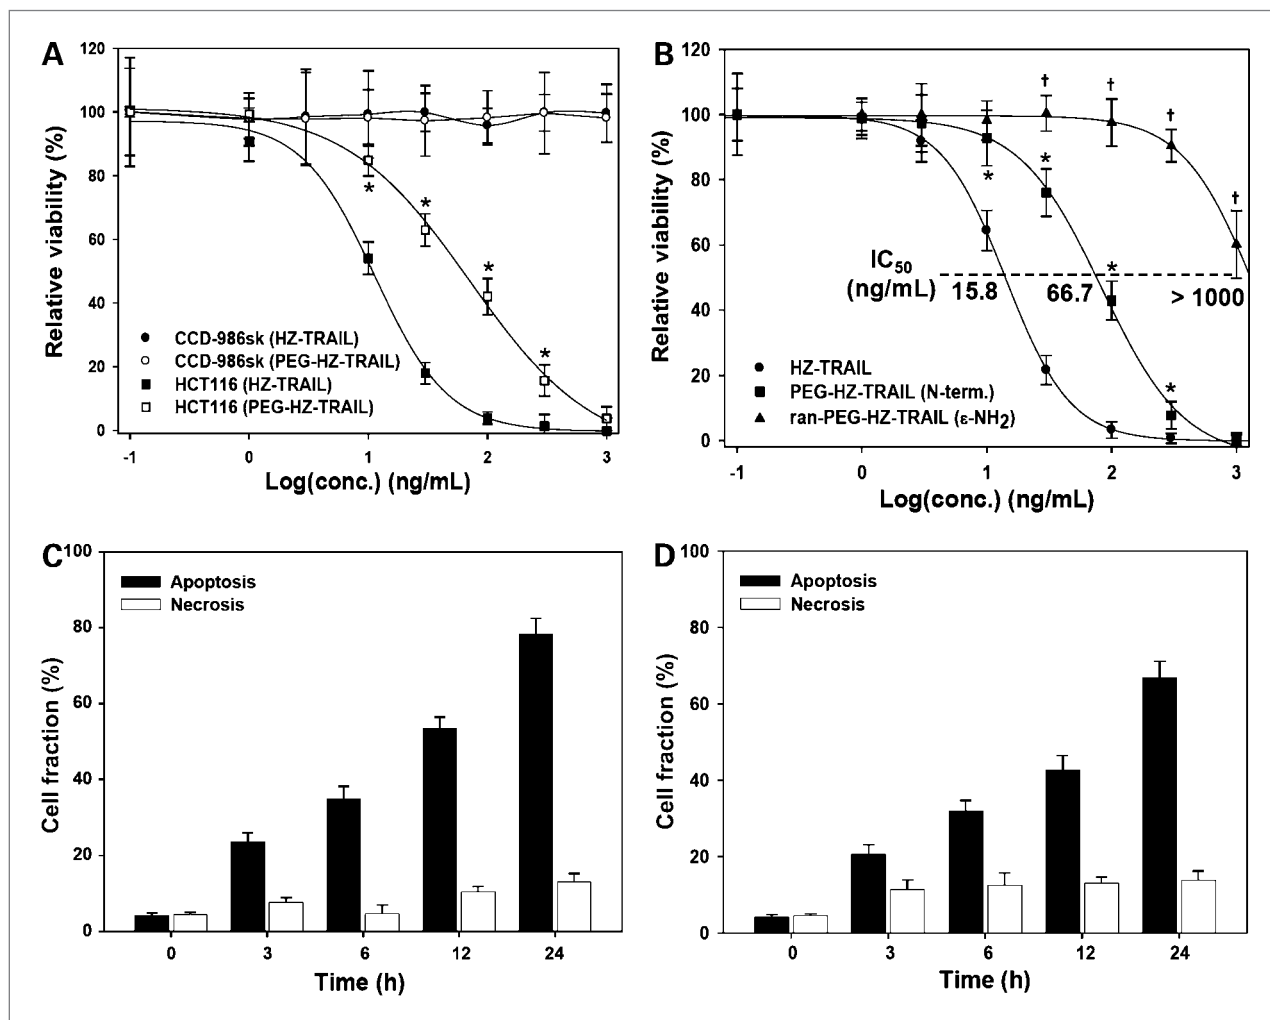 A
120
100
80
60
40
20
0
Relative viability (%)
*
*
*
*
CCD-986sk (HZ-TRAIL)
CCD-986sk (PEG-HZ-TRAIL)
HCT116 (HZ-TRAIL)
HCT116 (PEG-HZ-TRAIL)
-1 0 1 2 3
Log(conc.) (ng/mL)
B
120
100
80
60
40
20
0
Relative viability (%)
† † † †
* * * *
IC50
(ng/mL) 15.8 66.7 > 1000
HZ-TRAIL
PEG-HZ-TRAIL (N-term.)
ran-PEG-HZ-TRAIL (ε-NH2)
-1 0 1 2 3
Log(conc.) (ng/mL)
C
100
80
60
40
20
0
Cell fraction (%)
Apoptosis
Necrosis
0 3 6 12 24
Time (h)
D
100
80
60
40
20
0
Cell fraction (%)
Apoptosis
Necrosis
0 3 6 12 24
Time (h)